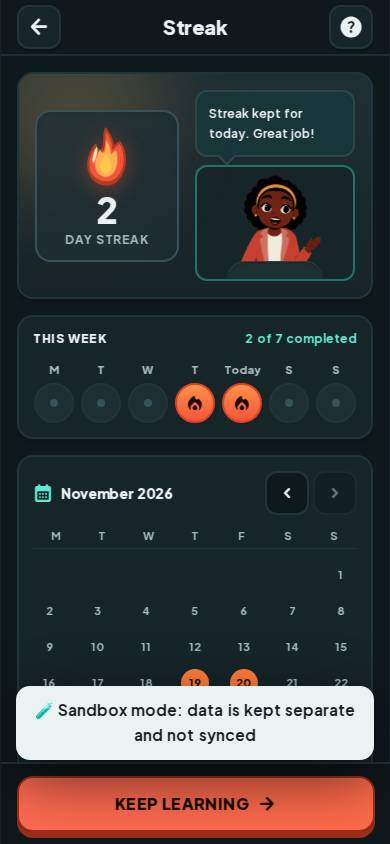 Streak
Streak kept for
today. Great job!
2
DAY STREAK
THIS WEEK
2 of 7 completed
M T W T Today S S
November 2026
M T W T F S S
1
2 3 4 5 6 7 8
9 10 11 12 13 14 15
16 17 18 19 20 21 22
🧪 Sandbox mode: data is kept separate
and not synced
KEEP LEARNING →